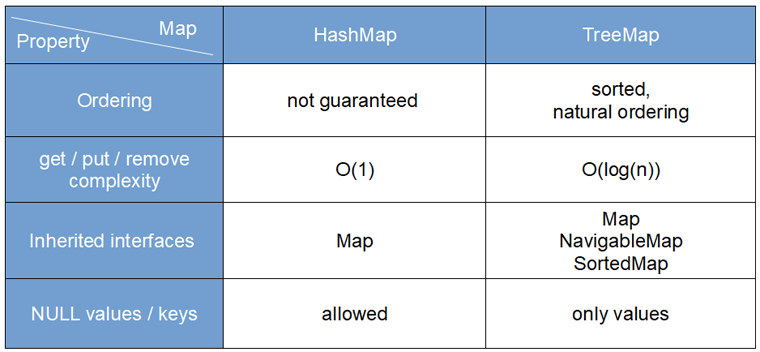 Map
Property
HashMap
TreeMap
Ordering
not guaranteed
sorted,
natural ordering
get / put / remove
complexity
O(1)
O(log(n))
Inherited interfaces
Map
Map
NavigableMap
SortedMap
NULL values / keys
allowed
only values